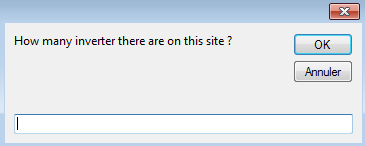 How many inverter there are on this site ?
OK
Annuler